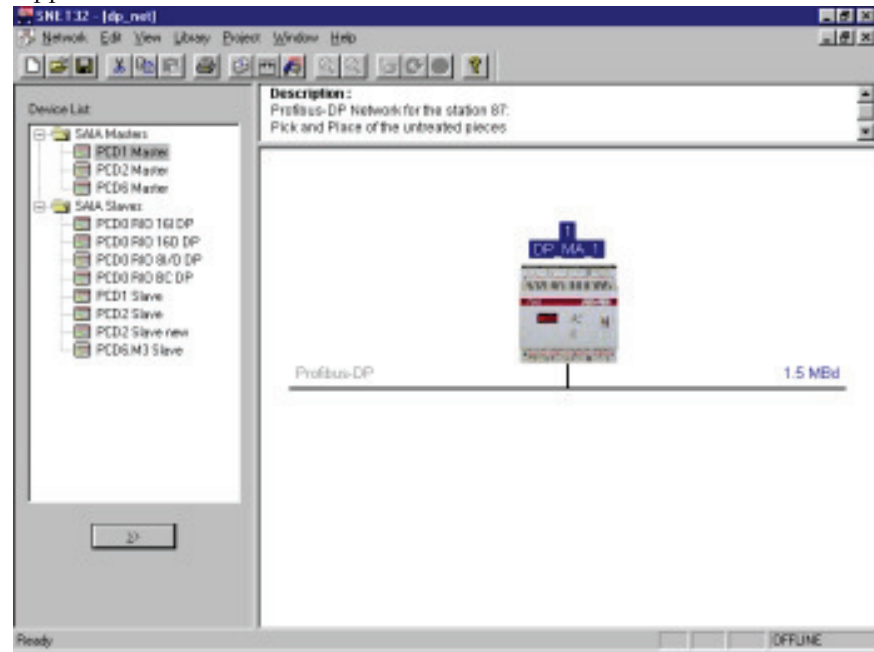 SNET32 - [dp_net]
Network Edit View Library Project Window Help
Description :
Profibus-DP Network for the station 87:
Pick and Place of the untreated pieces
Device List
SAIA Masters
PCD1 Master
PCD2 Master
PCD6 Master
SAIA Slaves
PCD0 RIO 16I DP
PCD0 RIO 16O DP
PCD0 RIO 8I/O DP
PCD0 RIO 8C DP
PCD1 Slave
PCD2 Slave
PCD2 Slave new
PCD6.M3 Slave
1
DP_MA_1
Profibus-DP
1.5 MBd
>>
Ready
OFFLINE